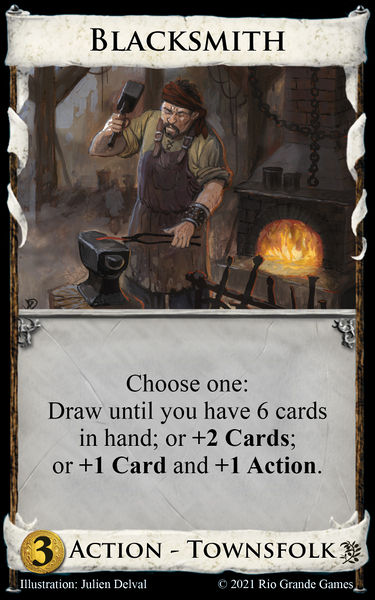 BLACKSMITH
Choose one:
Draw until you have 6 cards
in hand; or +2 Cards;
or +1 Card and +1 Action.
3 ACTION - TOWNSFOLK
Illustration: Julien Delval © 2021 Rio Grande Games